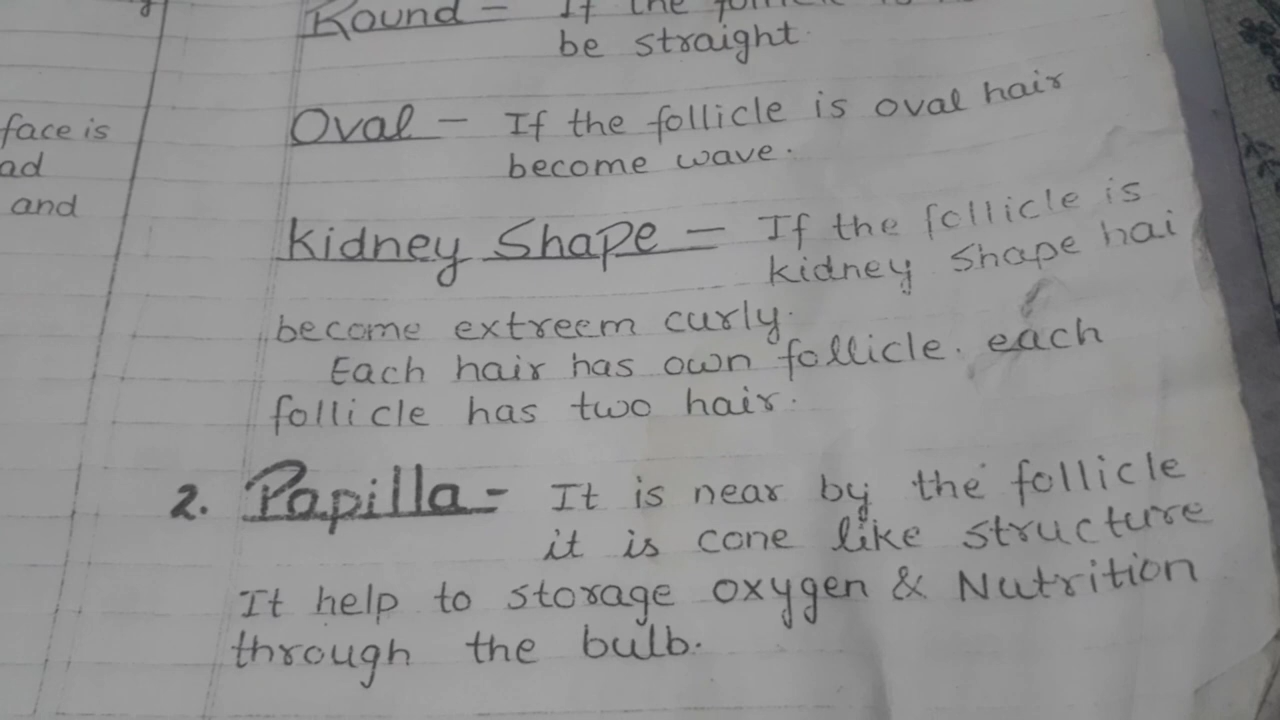 Round - If the
be straight
face is
ad
and
Oval - If the follicle is oval hair
become wave.
Kidney Shape - If the follicle is
kidney shape hai
become extreem curly.
Each hair has own follicle. each
follicle has two hair.
2. Papilla - It is near by the follicle
it is cone like structure
It help to storage oxygen & Nutrition
through the bulb.